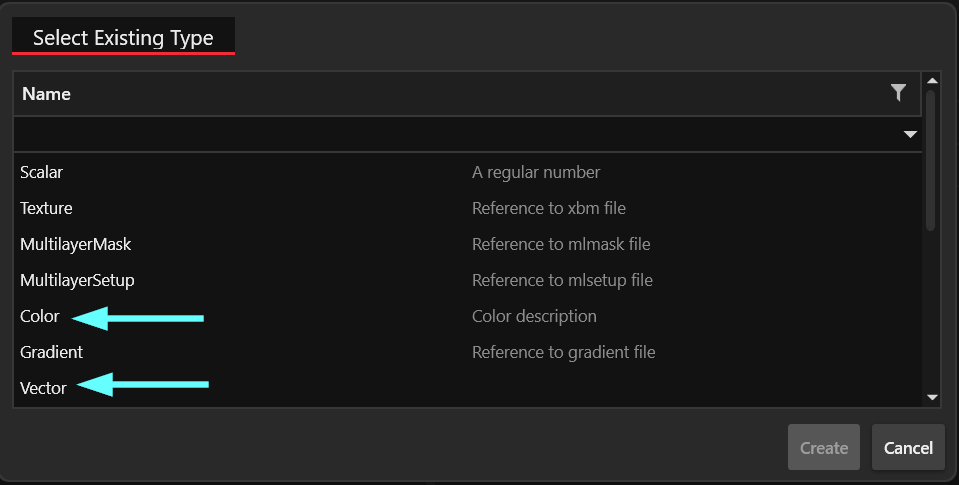 Select Existing Type
Name
Scalar A regular number
Texture Reference to xbm file
MultilayerMask Reference to mlmask file
MultilayerSetup Reference to mlsetup file
Color Color description
Gradient Reference to gradient file
Vector
Create Cancel